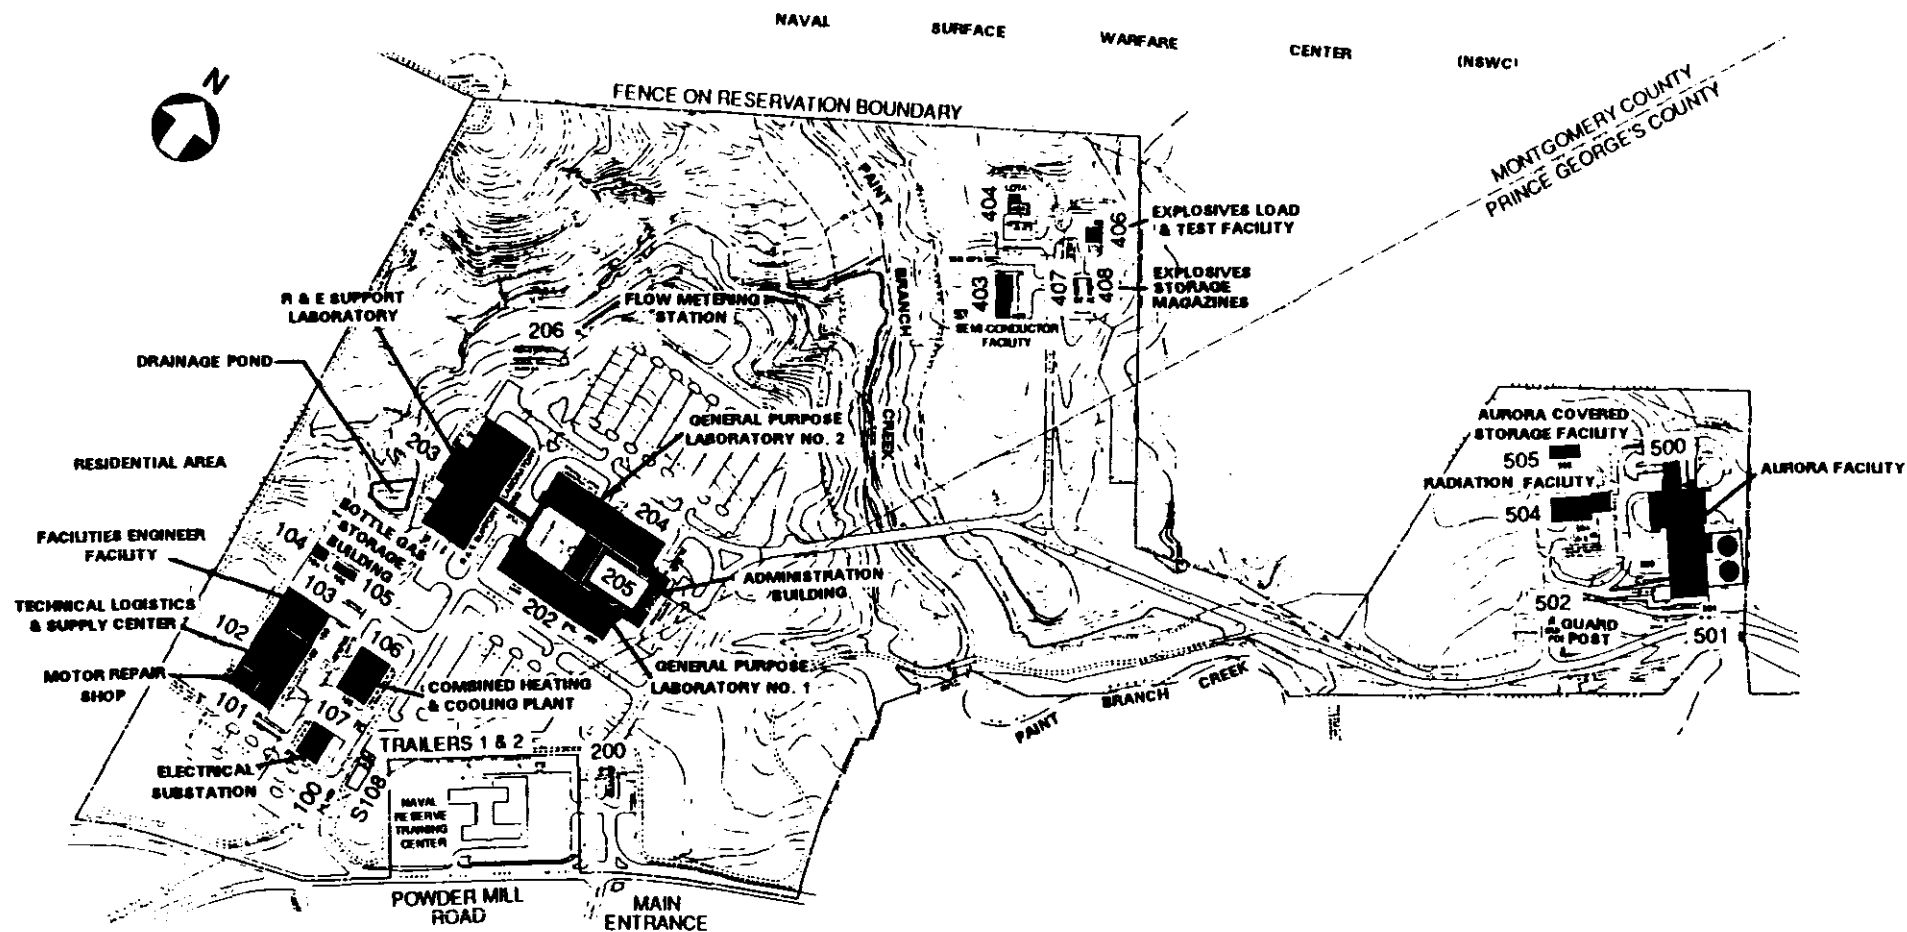 NAVAL SURFACE WARFARE CENTER (NSWC)
N
FENCE ON RESERVATION BOUNDARY
MONTGOMERY COUNTY
PRINCE GEORGE'S COUNTY
PAINT
BRANCH
CREEK
404
406
EXPLOSIVES LOAD
& TEST FACILITY
403
407
408
EXPLOSIVES
STORAGE
MAGAZINES
SEMI-CONDUCTOR
FACILITY
R & E SUPPORT
LABORATORY
FLOW METERING
STATION
206
DRAINAGE POND
GENERAL PURPOSE
LABORATORY NO. 2
203
RESIDENTIAL AREA
AURORA COVERED
STORAGE FACILITY
500
505
AURORA FACILITY
RADIATION FACILITY
504
BOTTLE GAS
STORAGE
BUILDING
204
FACILITIES ENGINEER
FACILITY
104
103
105
205
ADMINISTRATION
BUILDING
202
TECHNICAL LOGISTICS
& SUPPLY CENTER
102
106
502
GUARD
POST
501
MOTOR REPAIR
SHOP
101
COMBINED HEATING
& COOLING PLANT
GENERAL PURPOSE
LABORATORY NO. 1
PAINT BRANCH CREEK
107
TRAILERS 1 & 2
200
ELECTRICAL
SUBSTATION
100
S108
NAVAL
RESERVE
TRAINING
CENTER
POWDER MILL
ROAD
MAIN
ENTRANCE